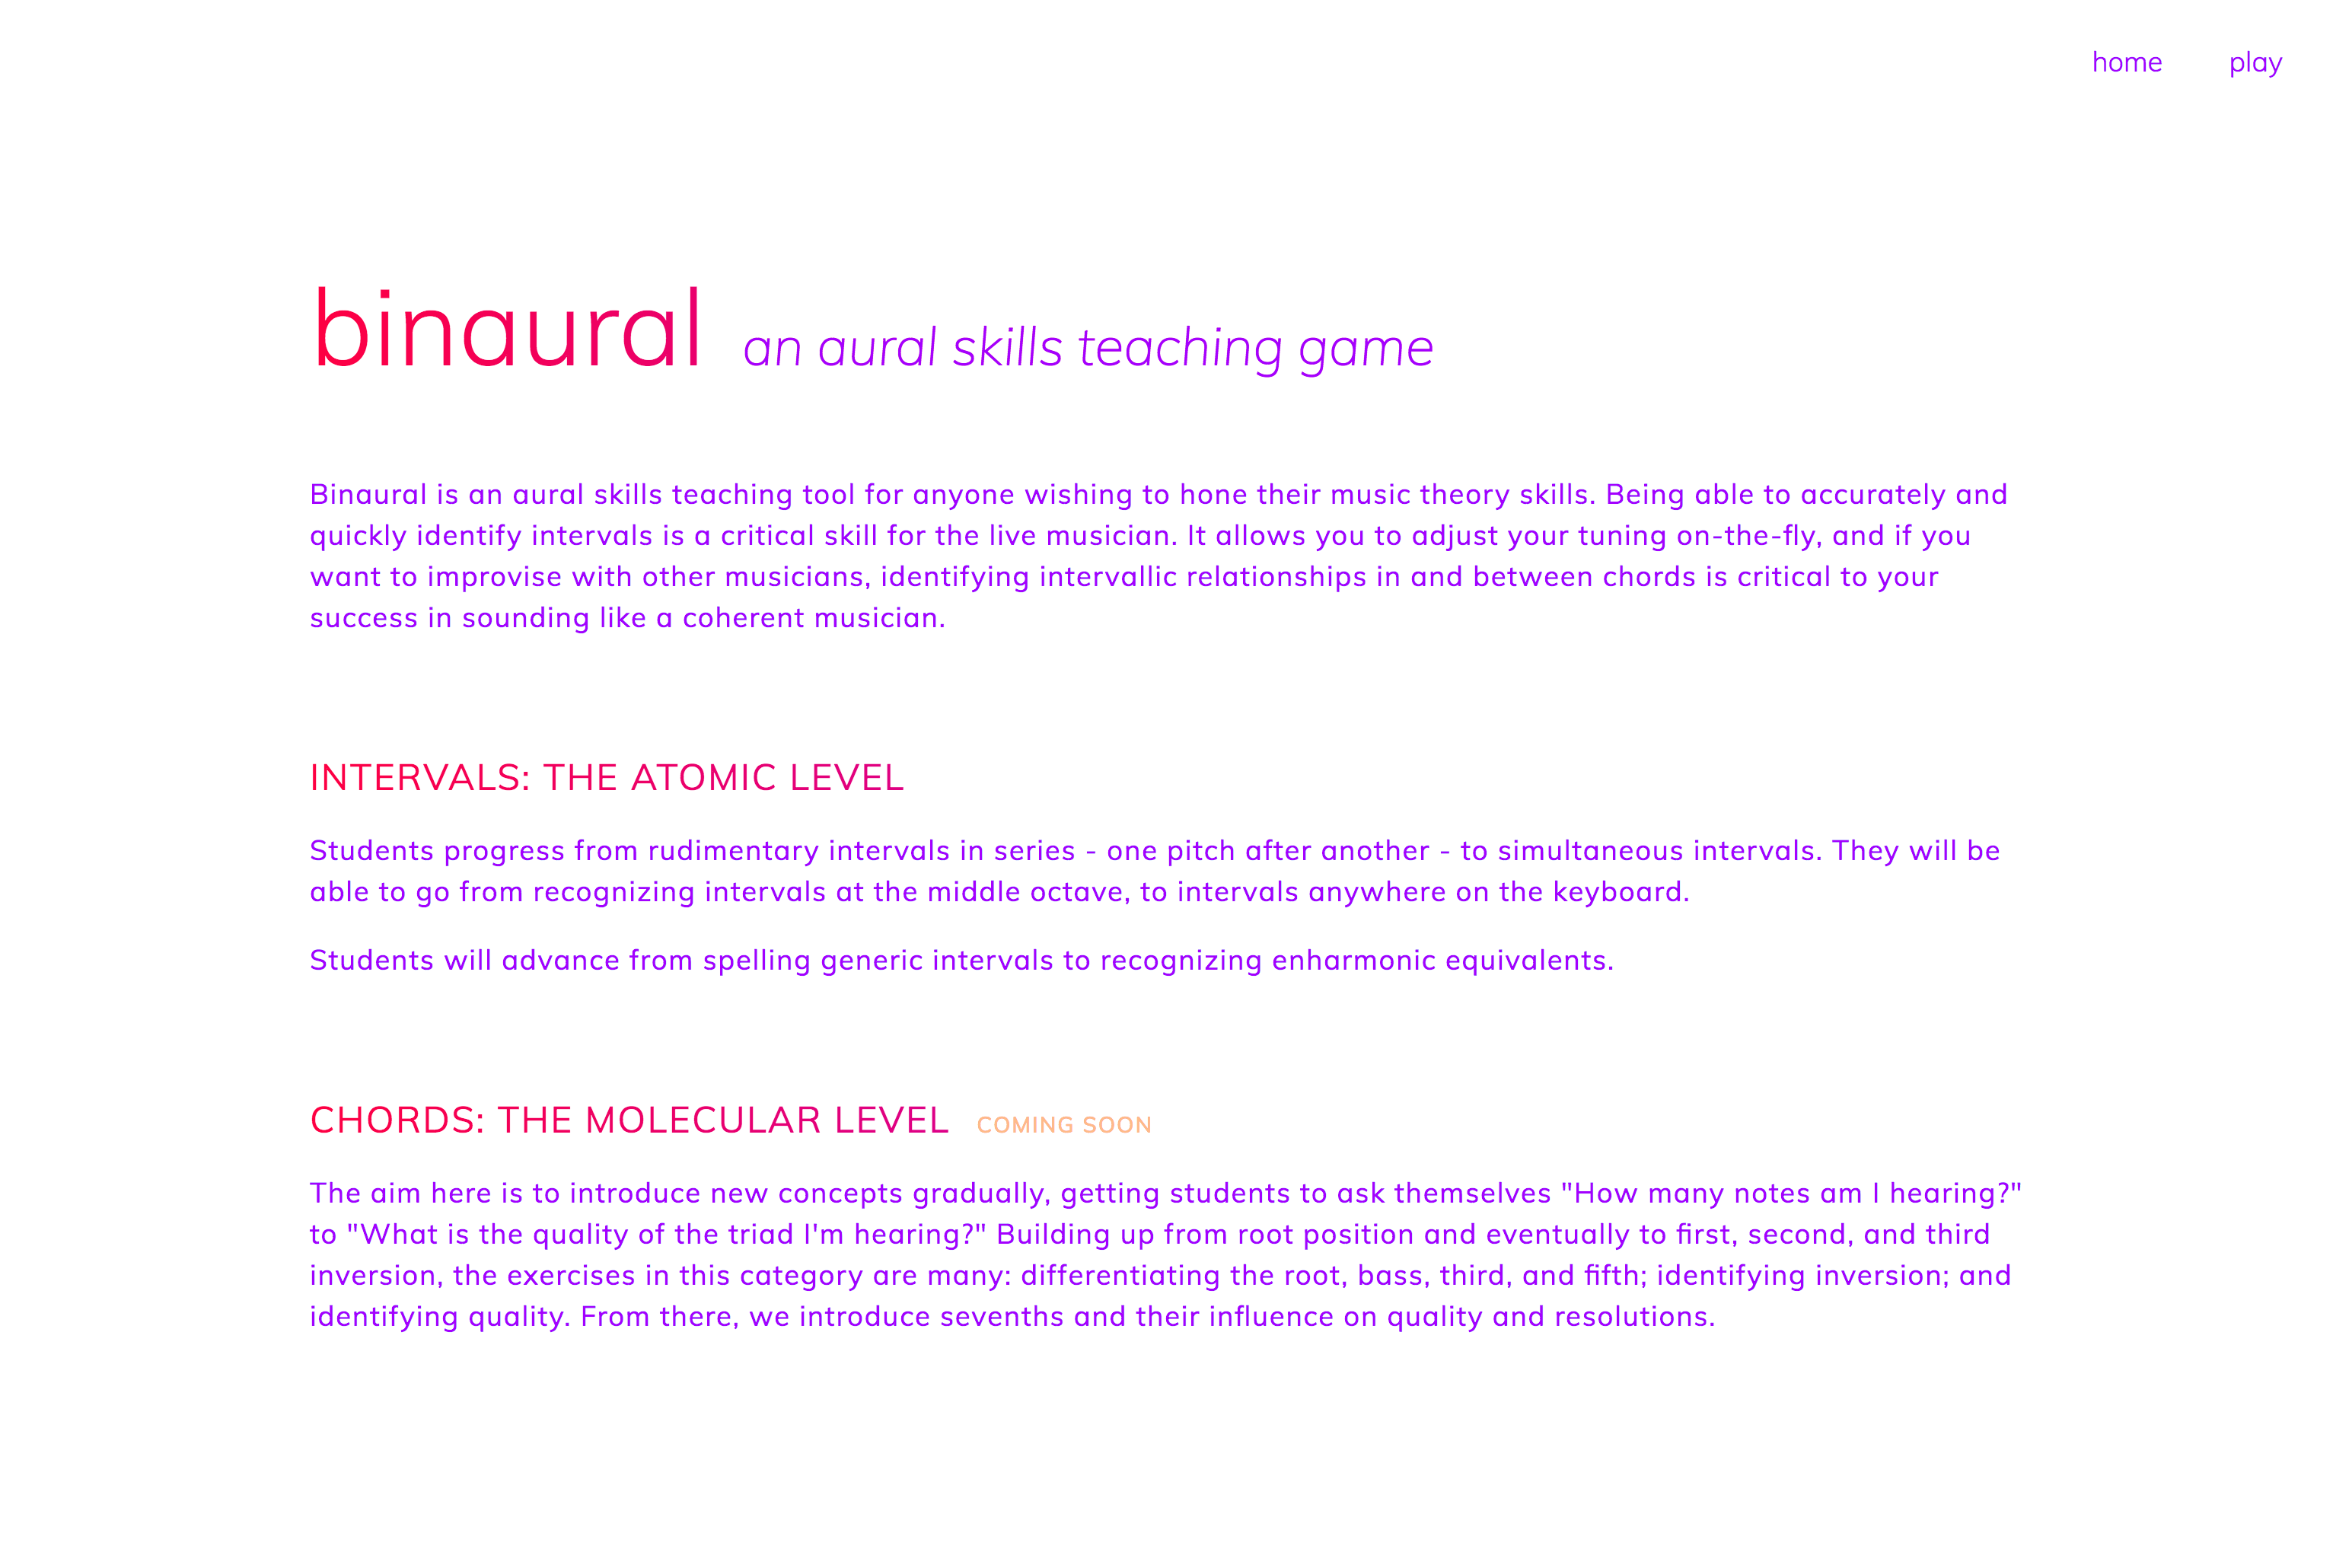 home play
binaural an aural skills teaching game
Binaural is an aural skills teaching tool for anyone wishing to hone their music theory skills. Being able to accurately and
quickly identify intervals is a critical skill for the live musician. It allows you to adjust your tuning on-the-fly, and if you
want to improvise with other musicians, identifying intervallic relationships in and between chords is critical to your
success in sounding like a coherent musician.
INTERVALS: THE ATOMIC LEVEL
Students progress from rudimentary intervals in series - one pitch after another - to simultaneous intervals. They will be
able to go from recognizing intervals at the middle octave, to intervals anywhere on the keyboard.
Students will advance from spelling generic intervals to recognizing enharmonic equivalents.
CHORDS: THE MOLECULAR LEVEL COMING SOON
The aim here is to introduce new concepts gradually, getting students to ask themselves "How many notes am I hearing?"
to "What is the quality of the triad I'm hearing?" Building up from root position and eventually to first, second, and third
inversion, the exercises in this category are many: differentiating the root, bass, third, and fifth; identifying inversion; and
identifying quality. From there, we introduce sevenths and their influence on quality and resolutions.